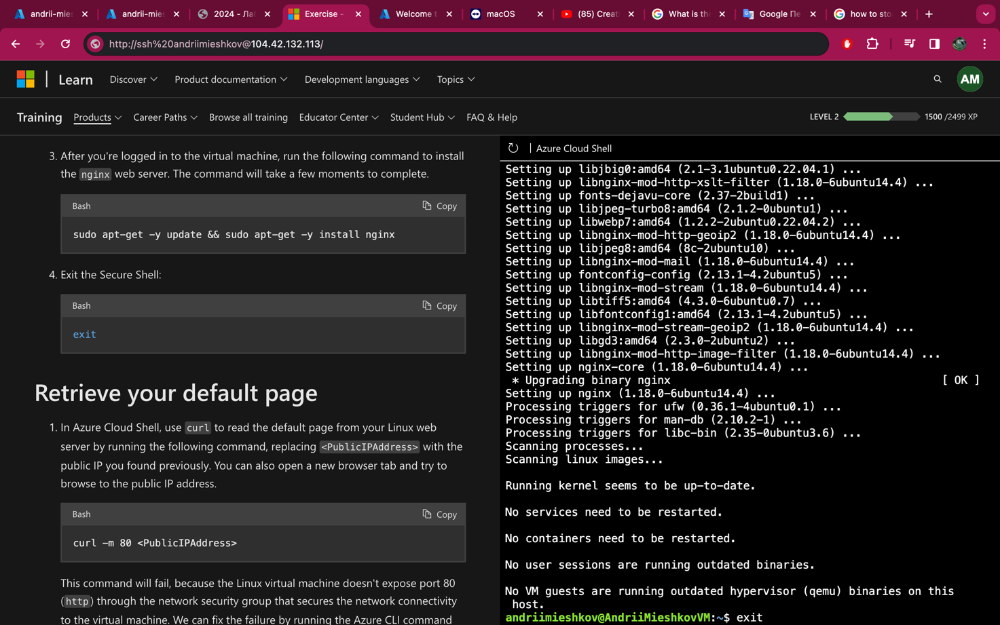 andrii-mies
andrii-mies
2024 - Ла
Exercise -
Welcome t
macOS
(85) Creat
What is the
Google Пе
how to sto
http://ssh%20andriimieshkov@104.42.132.113/
Learn
Discover
Product documentation
Development languages
Topics
AM
Training
Products
Career Paths
Browse all training
Educator Center
Student Hub
FAQ & Help
LEVEL 2
1500 /2499 XP
3. After you're logged in to the virtual machine, run the following command to install
the nginx web server. The command will take a few moments to complete.
Bash
Copy
sudo apt-get -y update && sudo apt-get -y install nginx
4. Exit the Secure Shell:
Bash
Copy
exit
Retrieve your default page
1. In Azure Cloud Shell, use curl to read the default page from your Linux web
server by running the following command, replacing <PublicIPAddress> with the
public IP you found previously. You can also open a new browser tab and try to
browse to the public IP address.
Bash
Copy
curl -m 80 <PublicIPAddress>
This command will fail, because the Linux virtual machine doesn't expose port 80
(http) through the network security group that secures the network connectivity
to the virtual machine. We can fix the failure by running the Azure CLI command
Azure Cloud Shell
Setting up libjbig0:amd64 (2.1-3.1ubuntu0.22.04.1) ...
Setting up libnginx-mod-http-xslt-filter (1.18.0-6ubuntu14.4) ...
Setting up fonts-dejavu-core (2.37-2build1) ...
Setting up libjpeg-turbo8:amd64 (2.1.2-0ubuntu1) ...
Setting up libwebp7:amd64 (1.2.2-2ubuntu0.22.04.2) ...
Setting up libnginx-mod-http-geoip2 (1.18.0-6ubuntu14.4) ...
Setting up libjpeg8:amd64 (8c-2ubuntu10) ...
Setting up libnginx-mod-mail (1.18.0-6ubuntu14.4) ...
Setting up fontconfig-config (2.13.1-4.2ubuntu5) ...
Setting up libnginx-mod-stream (1.18.0-6ubuntu14.4) ...
Setting up libtiff5:amd64 (4.3.0-6ubuntu0.7) ...
Setting up libfontconfig1:amd64 (2.13.1-4.2ubuntu5) ...
Setting up libnginx-mod-stream-geoip2 (1.18.0-6ubuntu14.4) ...
Setting up libgd3:amd64 (2.3.0-2ubuntu2) ...
Setting up libnginx-mod-http-image-filter (1.18.0-6ubuntu14.4) ...
Setting up nginx-core (1.18.0-6ubuntu14.4) ...
* Upgrading binary nginx [ OK ]
Setting up nginx (1.18.0-6ubuntu14.4) ...
Processing triggers for ufw (0.36.1-4ubuntu0.1) ...
Processing triggers for man-db (2.10.2-1) ...
Processing triggers for libc-bin (2.35-0ubuntu3.6) ...
Scanning processes...
Scanning linux images...
Running kernel seems to be up-to-date.
No services need to be restarted.
No containers need to be restarted.
No user sessions are running outdated binaries.
No VM guests are running outdated hypervisor (qemu) binaries on this
host.
andriimieshkov@AndriiMieshkovVM:~$ exit